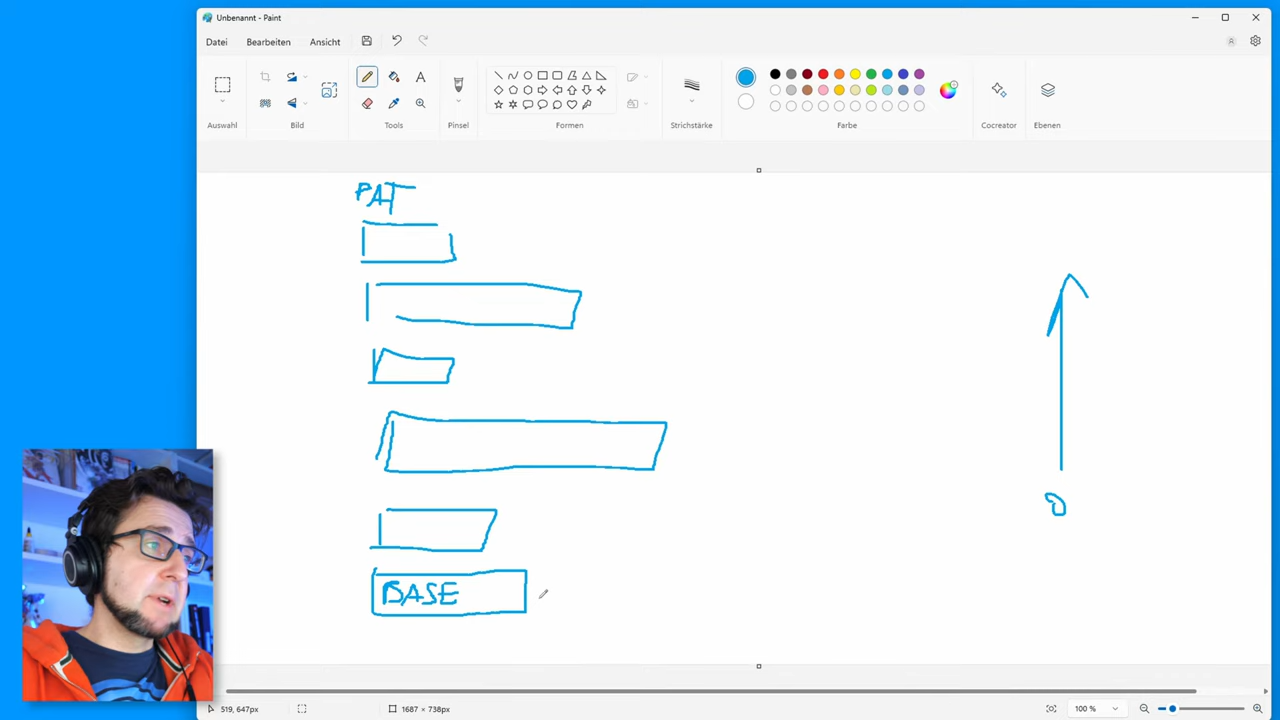 Unbenannt - Paint
Datei Bearbeiten Ansicht
A
Auswahl Bild Tools Pinsel Formen Strichstärke Farbe Cocreator Ebenen
PAT
BASE
519, 647px 1687 × 738px 100 %